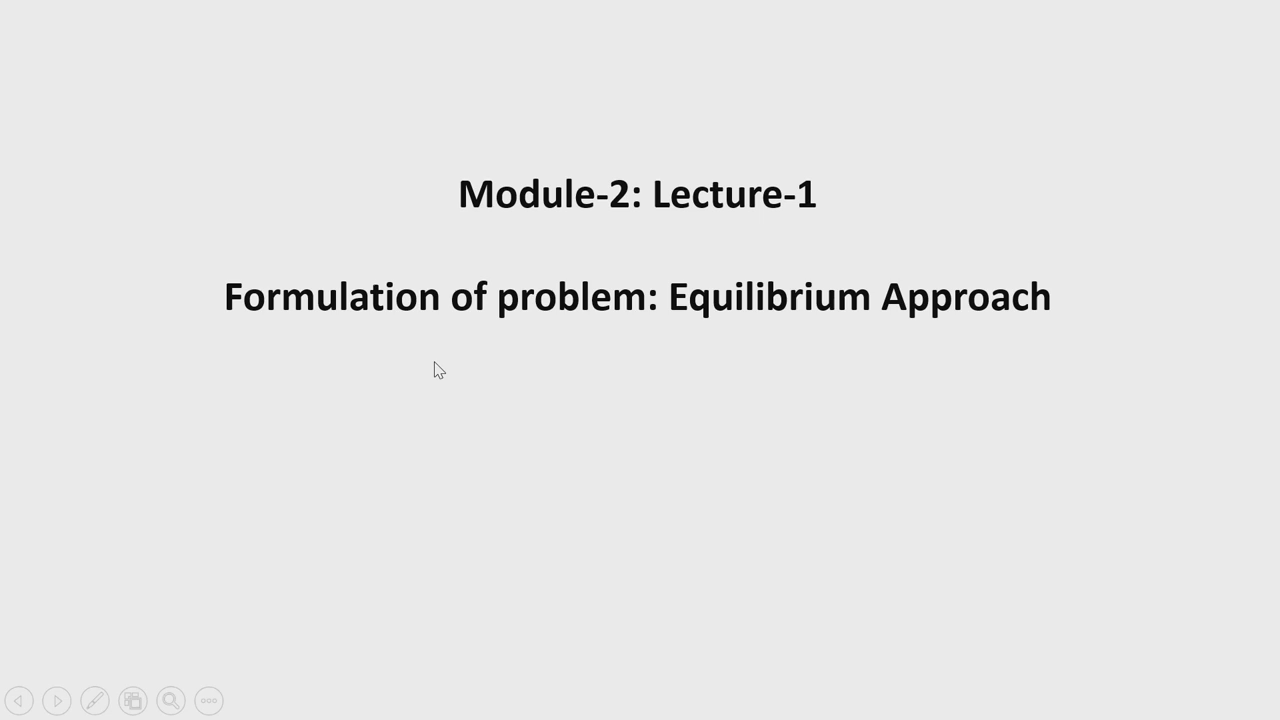 Module-2: Lecture-1
Formulation of problem: Equilibrium Approach